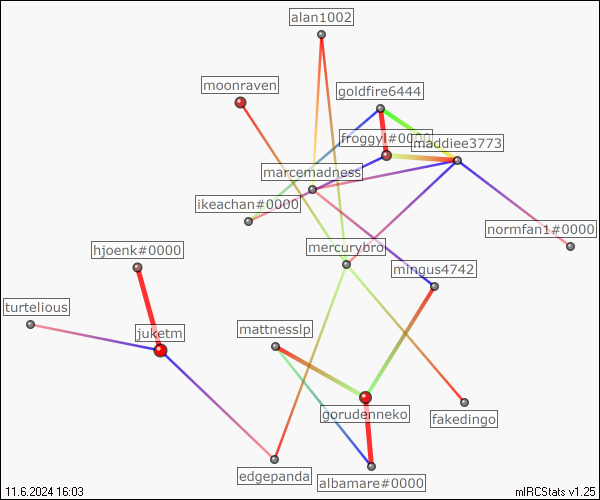 alan1002
moonraven
goldfire6444
froggyl#0000
maddiee3773
marcemadness
ikeachan#0000
normfan1#0000
hjoenk#0000
mercurybro
mingus4742
turtelious
juketm
mattnesslp
gorudenneko
fakedingo
edgepanda
albamare#0000
11.6.2024 16:03
mIRCStats v1.25